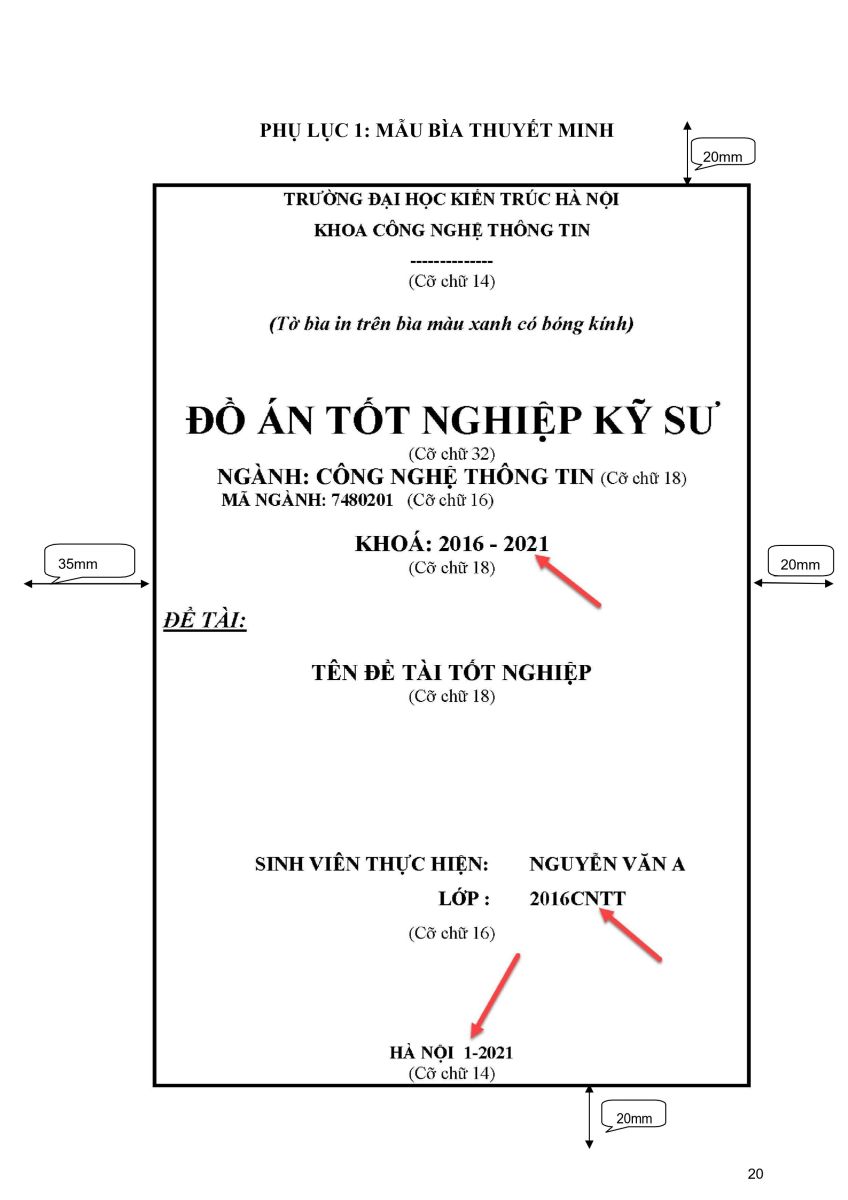 PHỤ LỤC 1: MẪU BÌA THUYẾT MINH
20mm
TRƯỜNG ĐẠI HỌC KIẾN TRÚC HÀ NỘI
KHOA CÔNG NGHỆ THÔNG TIN
--------------
(Cỡ chữ 14)
(Tờ bìa in trên bìa màu xanh có bóng kính)
ĐỒ ÁN TỐT NGHIỆP KỸ SƯ
(Cỡ chữ 32)
NGÀNH: CÔNG NGHỆ THÔNG TIN (Cỡ chữ 18)
MÃ NGÀNH: 7480201 (Cỡ chữ 16)
KHOÁ: 2016 - 2021
(Cỡ chữ 18)
35mm
20mm
ĐỀ TÀI:
TÊN ĐỀ TÀI TỐT NGHIỆP
(Cỡ chữ 18)
SINH VIÊN THỰC HIỆN: NGUYỄN VĂN A
LỚP : 2016CNTT
(Cỡ chữ 16)
HÀ NỘI 1-2021
(Cỡ chữ 14)
20mm
20